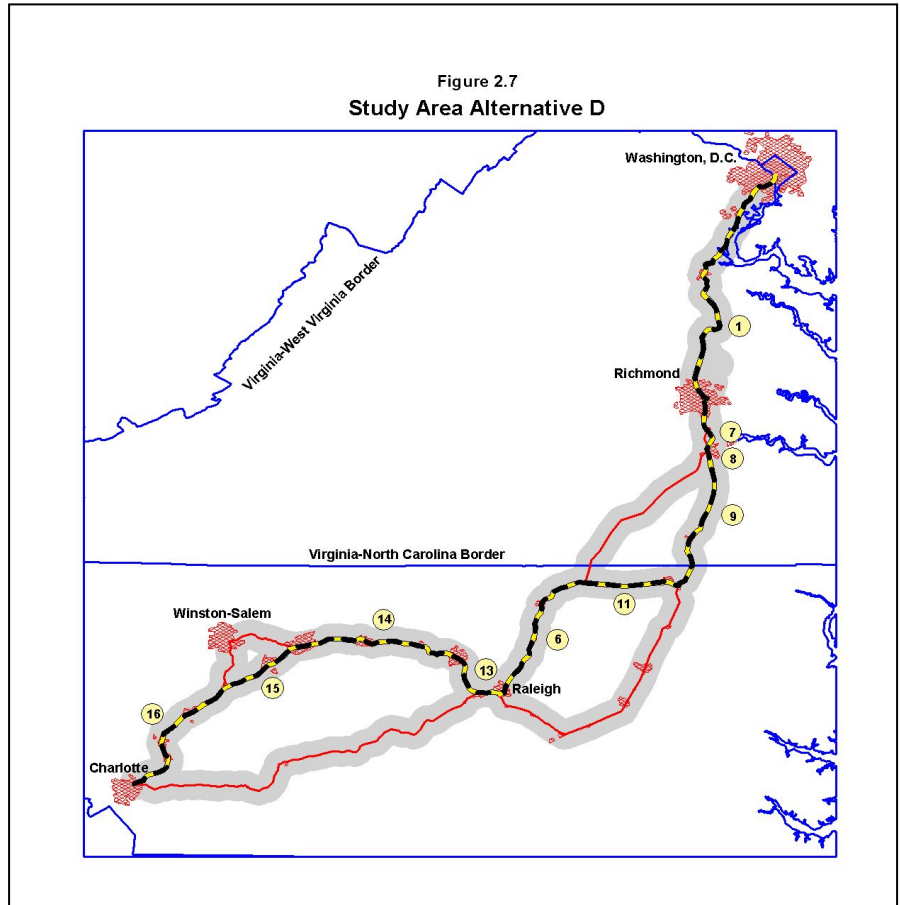 Figure 2.7
Study Area Alternative D
Washington, D.C.
Virginia-West Virginia Border
1
Richmond
7
8
9
Virginia-North Carolina Border
11
Winston-Salem
14
6
13
15
Raleigh
16
Charlotte